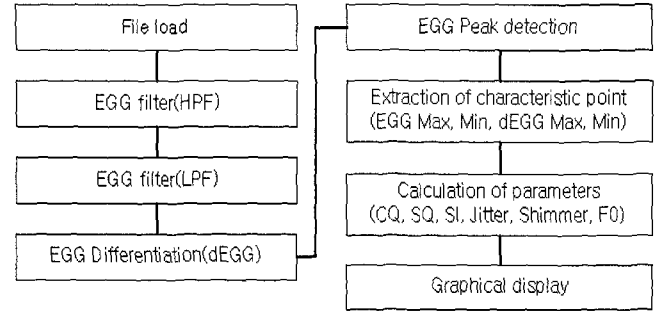 File load
EGG filter(HPF)
EGG filter(LPF)
EGG Differentiation(dEGG)
EGG Peak detection
Extraction of characteristic point
(EGG Max, Min, dEGG Max, Min)
Calculation of parameters
(CQ, SQ, SI, Jitter, Shimmer, F0)
Graphical display